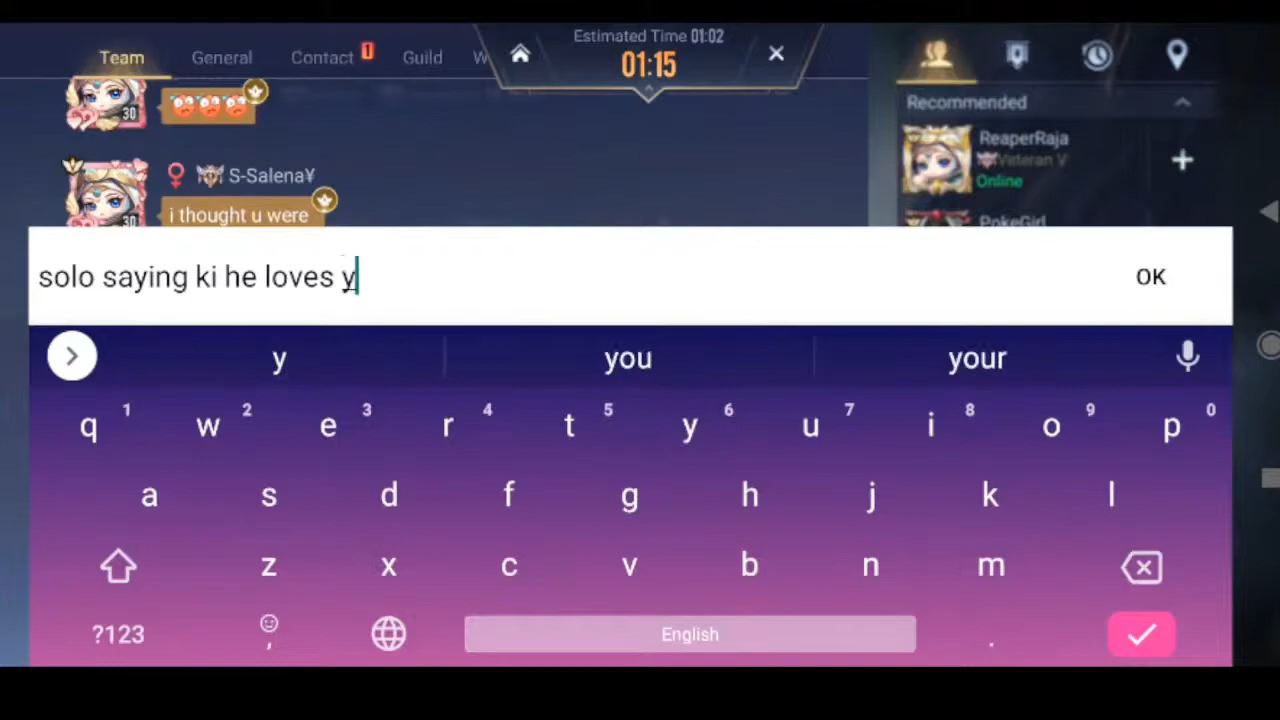 Team General Contact 1 Guild W
Estimated Time 01:02
01:15
Recommended
30
ReaperRaja
Veteran V
Online
S-Salena¥
30
i thought u were
PokeGirl
solo saying ki he loves y
OK
y you your
q 1 w 2 e 3 r 4 t 5 y 6 u 7 i 8 o 9 p 0
a s d f g h j k l
z x c v b n m
?123 , English .